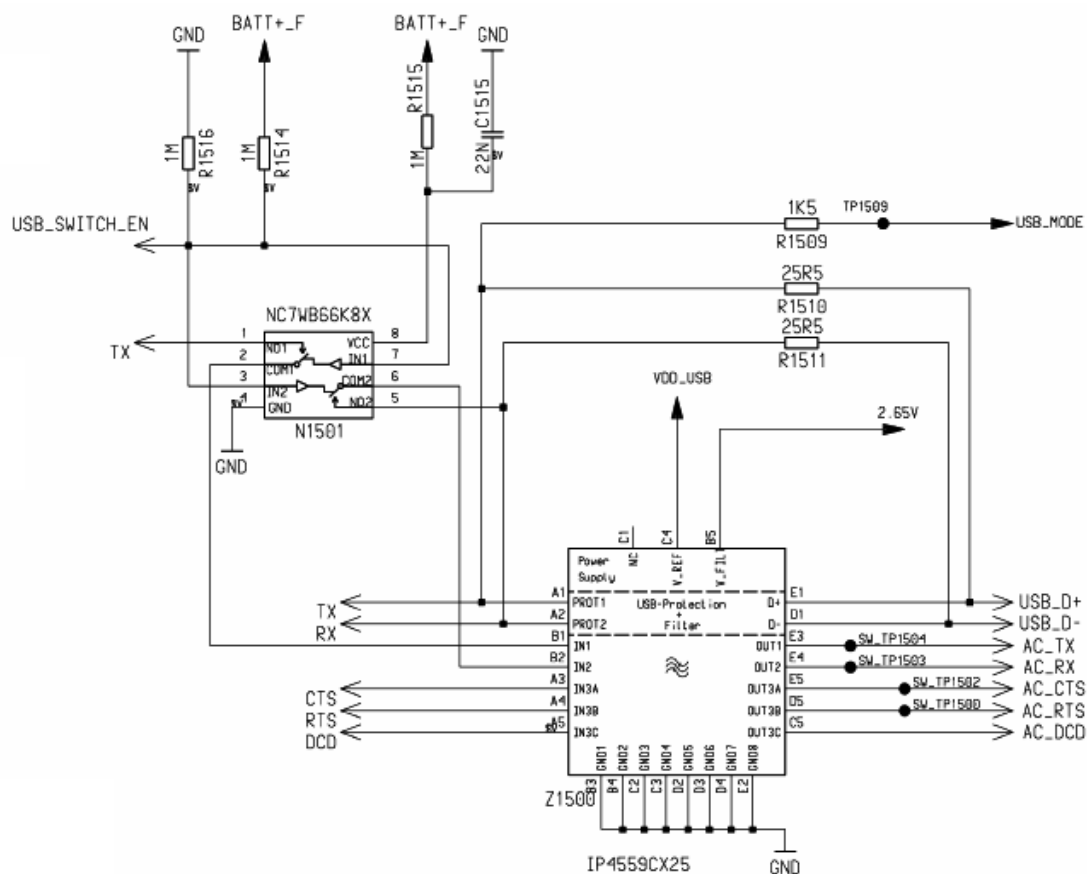 GND
BATT+_F
BATT+_F
GND
R1515
C1515
1M
R1516
1M
R1514
1M
22N
USB_SWITCH_EN
1K5
TP1509
USB_MODE
R1509
25R5
R1510
25R5
R1511
NC7WB66K8X
TX
1
NO1
VCC
8
2
COM1
IN1
7
3
IN2
COM2
6
4
GND
NO2
5
N1501
GND
VDD_USB
2.65V
C1
C4
B5
NC
V_REF
V_FILT
Power
Supply
TX
A1
PROT1
USB-Protection
D+
E1
USB_D+
RX
A2
PROT2
+
Filter
D-
D1
USB_D-
B1
IN1
OUT1
E3
SW_TP1504
AC_TX
B2
IN2
OUT2
E4
SW_TP1503
AC_RX
CTS
A3
IN3A
OUT3A
E5
SW_TP1502
AC_CTS
RTS
A4
IN3B
OUT3B
D5
SW_TP1500
AC_RTS
DCD
A5
IN3C
OUT3C
C5
AC_DCD
GND1
GND2
GND3
GND4
GND5
GND6
GND7
GND8
B3
B4
C2
C3
D2
D3
D4
E2
Z1500
IP4559CX25
GND